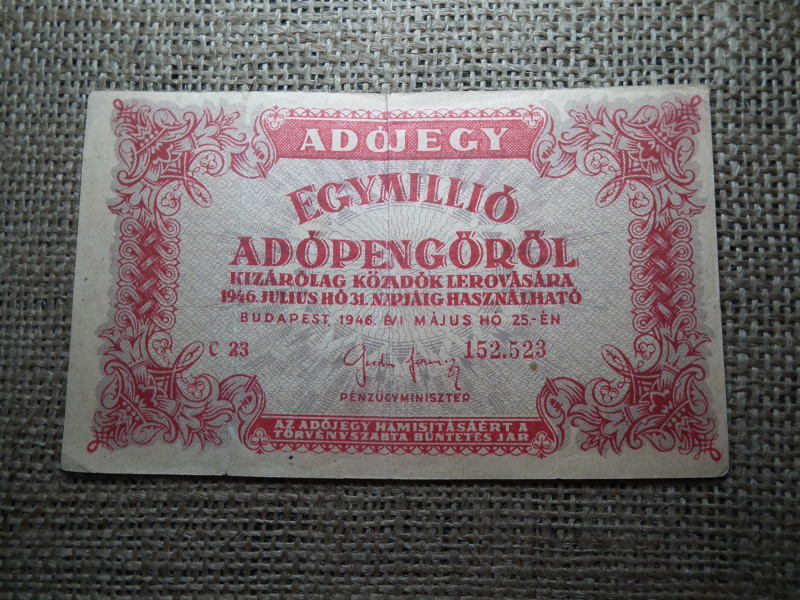 ADÓJEGY
EGYMILLIÓ
ADÓPENGŐRŐL
KIZÁRÓLAG KÖZADÓK LEROVÁSÁRA
1946. JULIUS HÓ 31. NAPJÁIG HASZNÁLHATÓ
BUDAPEST, 1946. ÉVI MÁJUS HÓ 25.-ÉN
C 23 152.523
PÉNZÜGYMINISZTER
AZ ADÓJEGY HAMISITÁSÁÉRT A
TÖRVÉNYSZABTA BÜNTETÉS JÁR